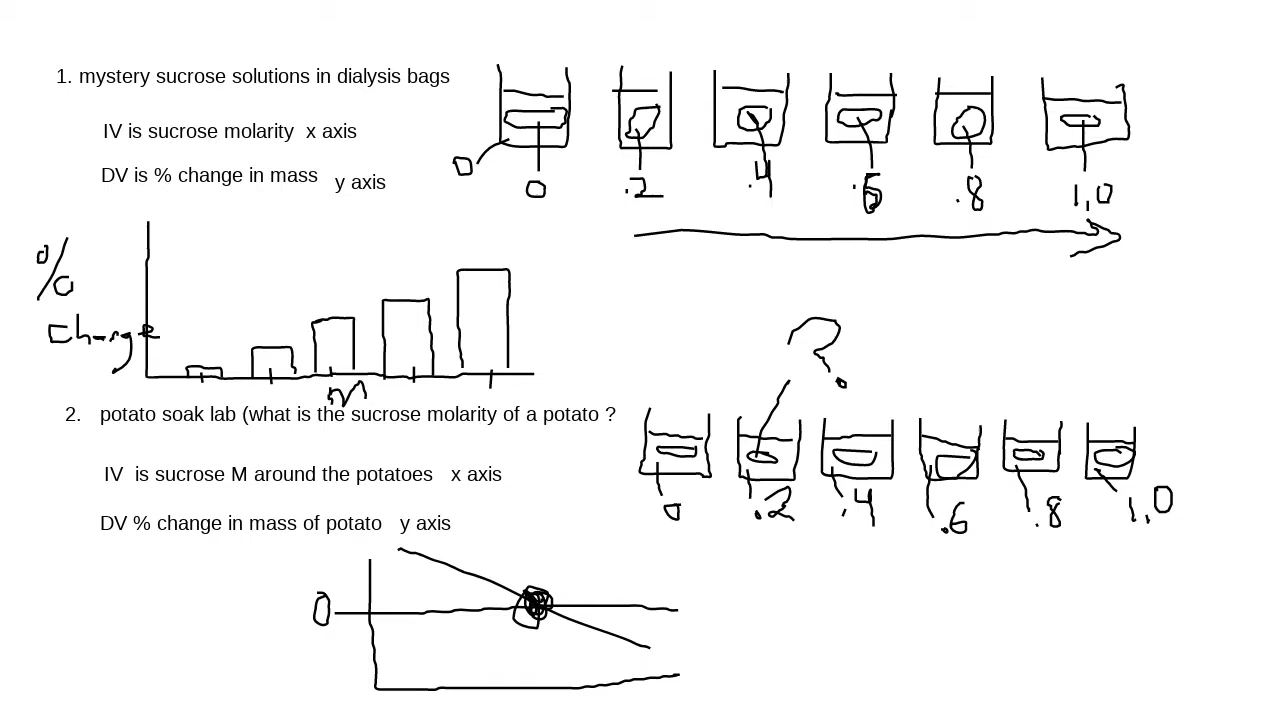 1. mystery sucrose solutions in dialysis bags
IV is sucrose molarity  x axis
DV is % change in mass  y axis
0
0 .2 .4 .6 .8 1,0
%
Change
M
?
2.  potato soak lab (what is the sucrose molarity of a potato ?
IV  is sucrose M around the potatoes  x axis
DV % change in mass of potato  y axis
0 .2 .4 .6 .8 1,0
0